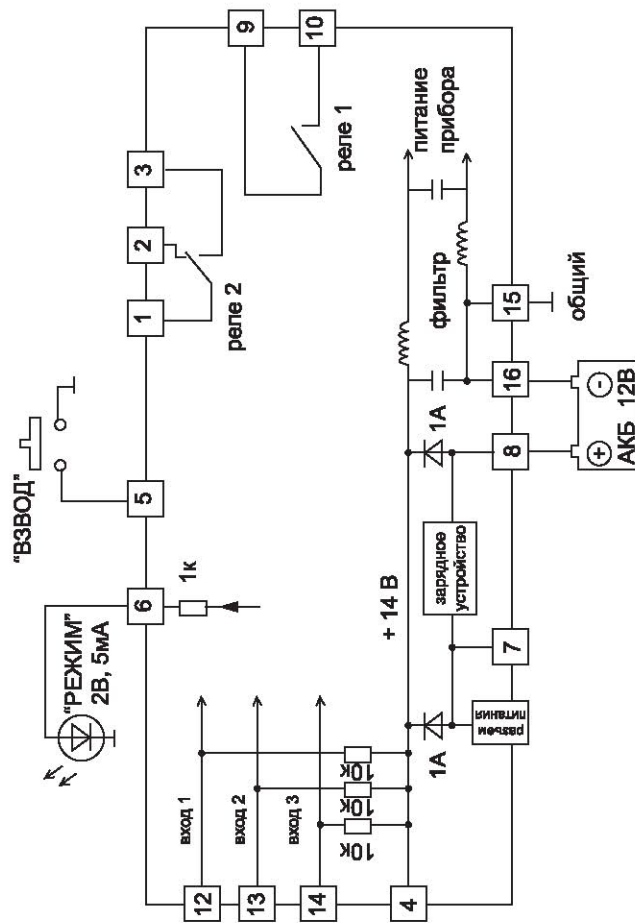 "ВЗВОД"
"РЕЖИМ"
2В, 5мА
6
5
1
2
3
9
10
1к
реле 2
реле 1
12
13
14
4
вход 1
вход 2
вход 3
10к
10к
10к
+ 14 В
1А
1А
фильтр
питание
прибора
зарядное
устройство
разъем
питания
7
8
16
15
общий
+
-
АКБ 12В